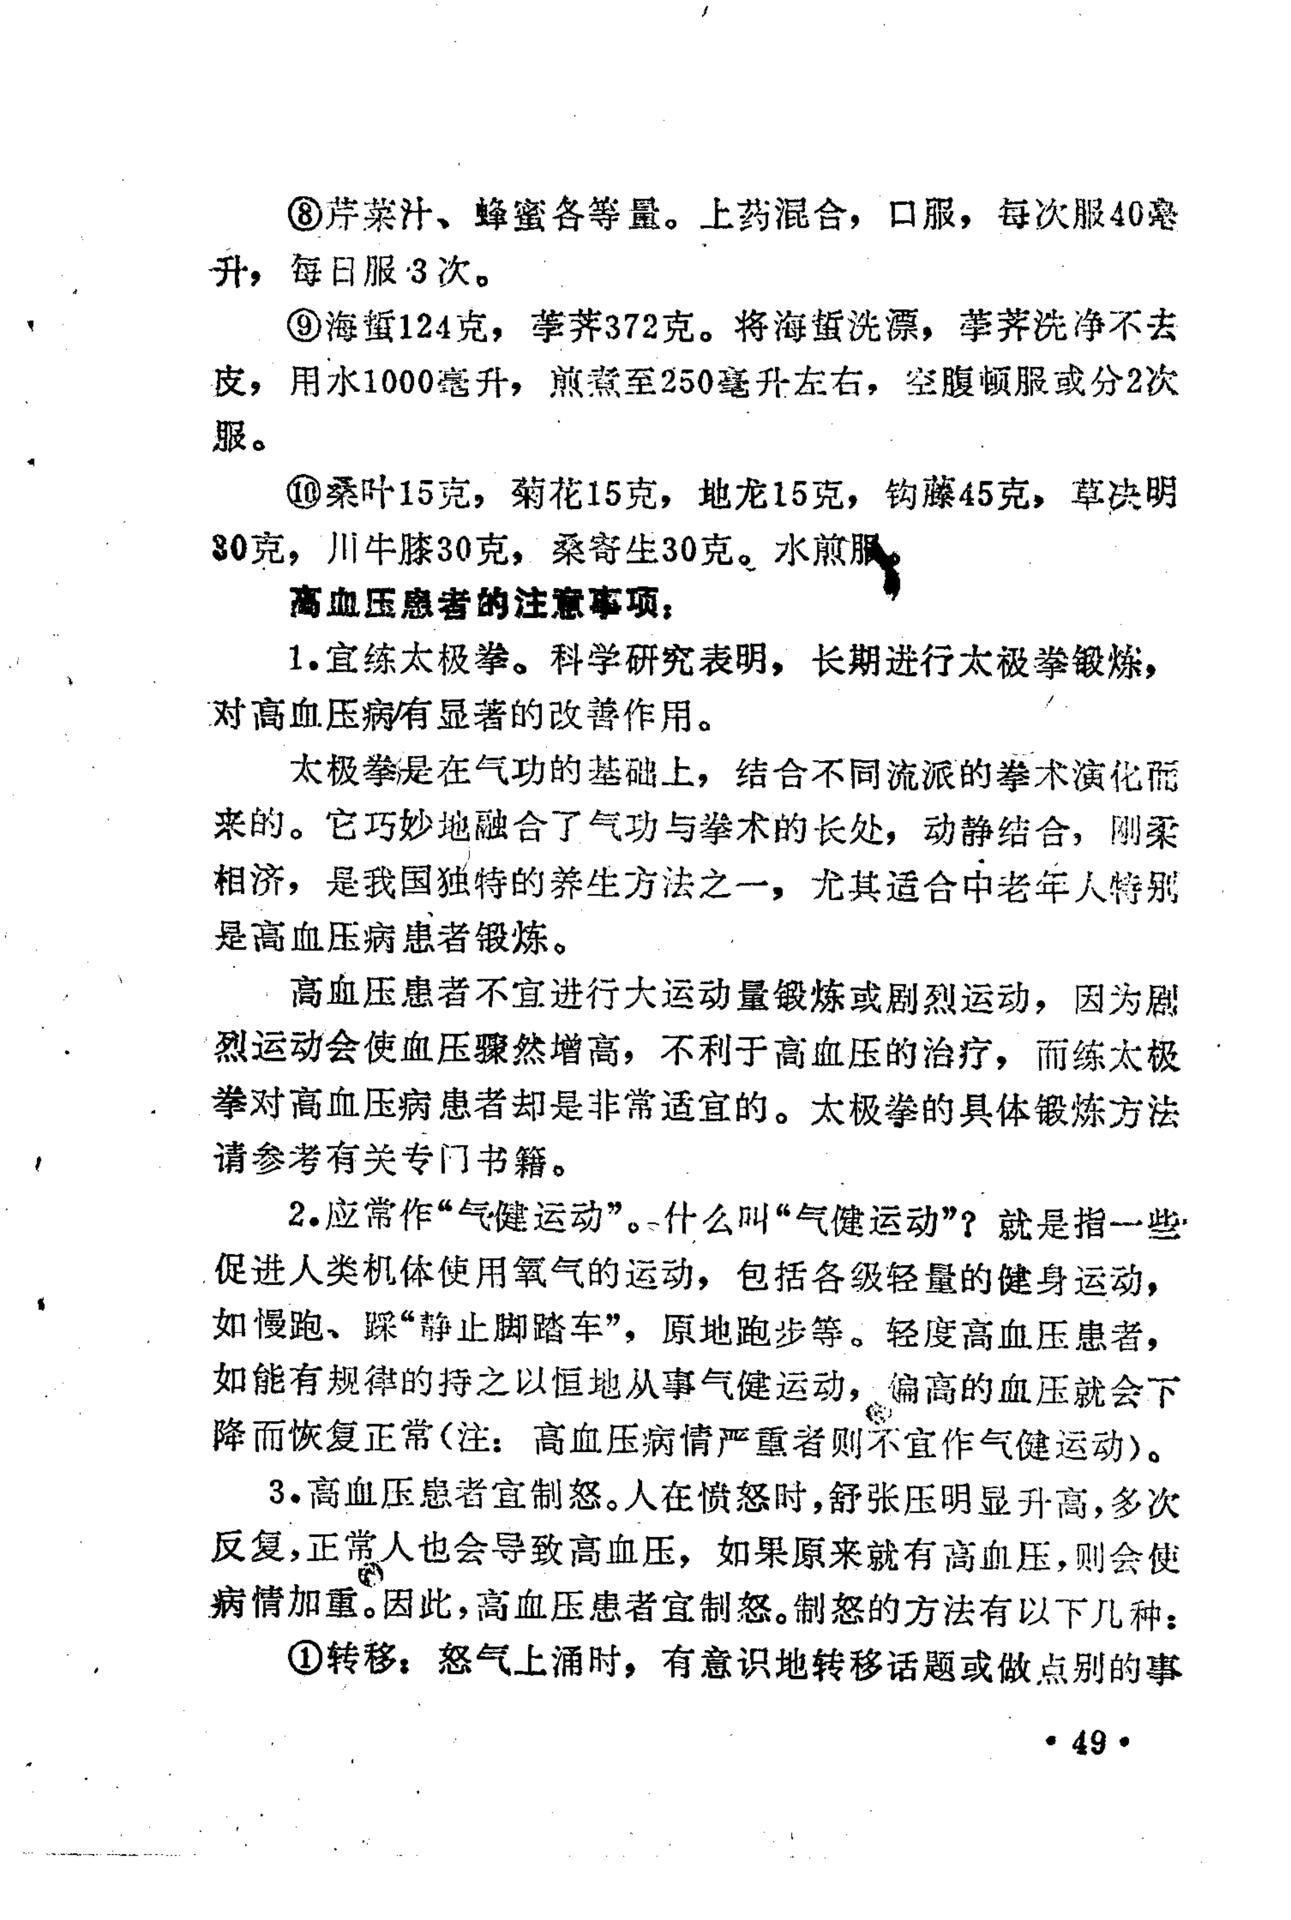 ⑧芹菜汁、蜂蜜各等量。上药混合，口服，每次服40毫
升，每日服3次。
⑨海蜇124克，荸荠372克。将海蜇洗漂，荸荠洗净不去
皮，用水1000毫升，煎煮至250毫升左右，空腹顿服或分2次
服。
⑩桑叶15克，菊花15克，地龙15克，钩藤45克，草决明
30克，川牛膝30克，桑寄生30克。水煎服。
高血压患者的注意事项：
1.宜练太极拳。科学研究表明，长期进行太极拳锻炼，
对高血压病有显著的改善作用。
太极拳是在气功的基础上，结合不同流派的拳术演化而
来的。它巧妙地融合了气功与拳术的长处，动静结合，刚柔
相济，是我国独特的养生方法之一，尤其适合中老年人特别
是高血压病患者锻炼。
高血压患者不宜进行大运动量锻炼或剧烈运动，因为剧
烈运动会使血压骤然增高，不利于高血压的治疗，而练太极
拳对高血压病患者却是非常适宜的。太极拳的具体锻炼方法
请参考有关专门书籍。
2.应常作“气健运动”。什么叫“气健运动”？就是指一些
促进人类机体使用氧气的运动，包括各级轻量的健身运动，
如慢跑、踩“静止脚踏车”，原地跑步等。轻度高血压患者，
如能有规律的持之以恒地从事气健运动，偏高的血压就会下
降而恢复正常（注：高血压病情严重者则不宜作气健运动）。
3.高血压患者宜制怒。人在愤怒时，舒张压明显升高，多次
反复，正常人也会导致高血压，如果原来就有高血压，则会使
病情加重。因此，高血压患者宜制怒。制怒的方法有以下几种：
①转移：怒气上涌时，有意识地转移话题或做点别的事
·49·